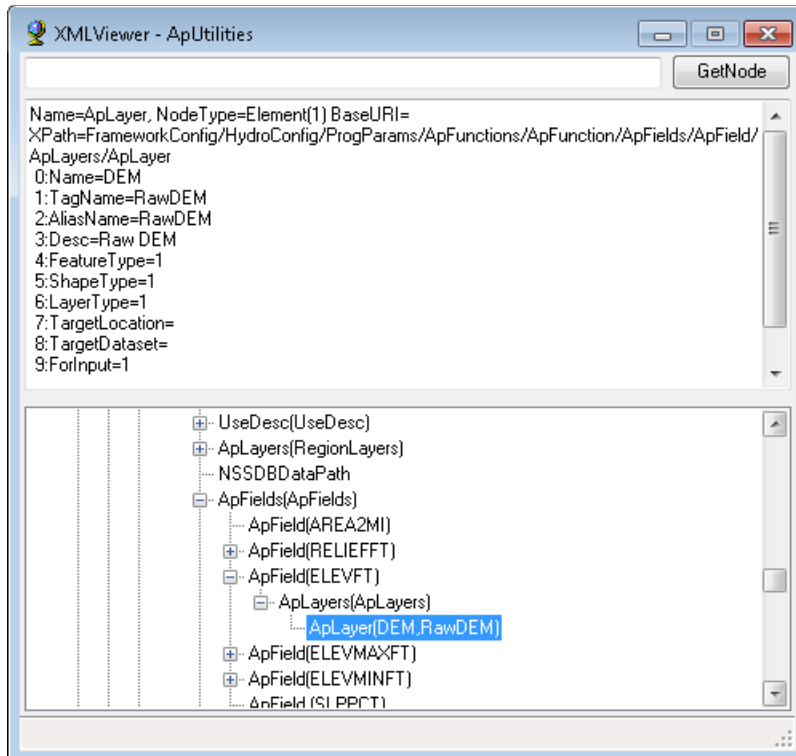 XMLViewer - ApUtilities
GetNode
Name=ApLayer, NodeType=Element(1) BaseURI=
XPath=FrameworkConfig/HydroConfig/ProgParams/ApFunctions/ApFunction/ApFields/ApField/
ApLayers/ApLayer
0:Name=DEM
1:TagName=RawDEM
2:AliasName=RawDEM
3:Desc=Raw DEM
4:FeatureType=1
5:ShapeType=1
6:LayerType=1
7:TargetLocation=
8:TargetDataset=
9:ForInput=1
UseDesc(UseDesc)
ApLayers(RegionLayers)
NSSDBDataPath
ApFields(ApFields)
ApField(AREA2MI)
ApField(RELIEFFT)
ApField(ELEVFT)
ApLayers(ApLayers)
ApLayer(DEM,RawDEM)
ApField(ELEVMAXFT)
ApField(ELEVMINFT)
ApField (SLPPCT)